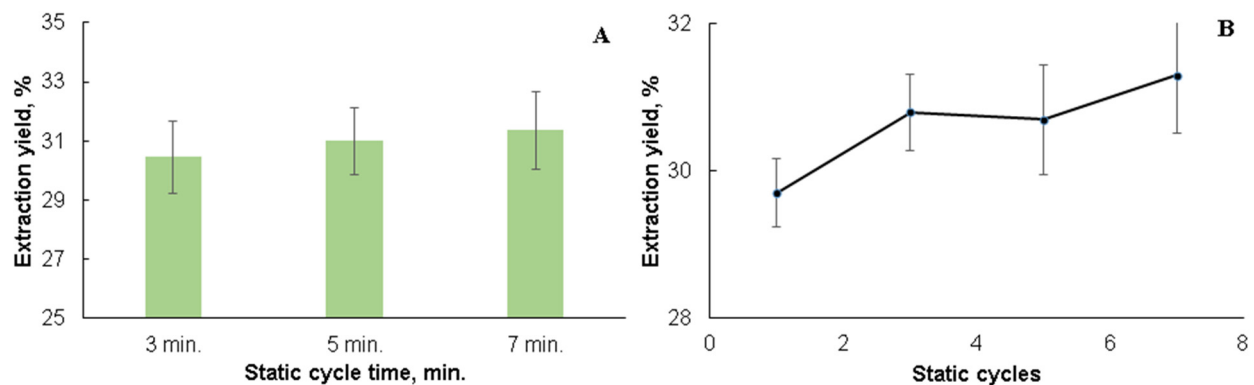 A
Extraction yield, %
35
33
31
29
27
25
3 min.
5 min.
7 min.
Static cycle time, min.
B
Extraction yield, %
32
30
28
0
2
4
6
8
Static cycles